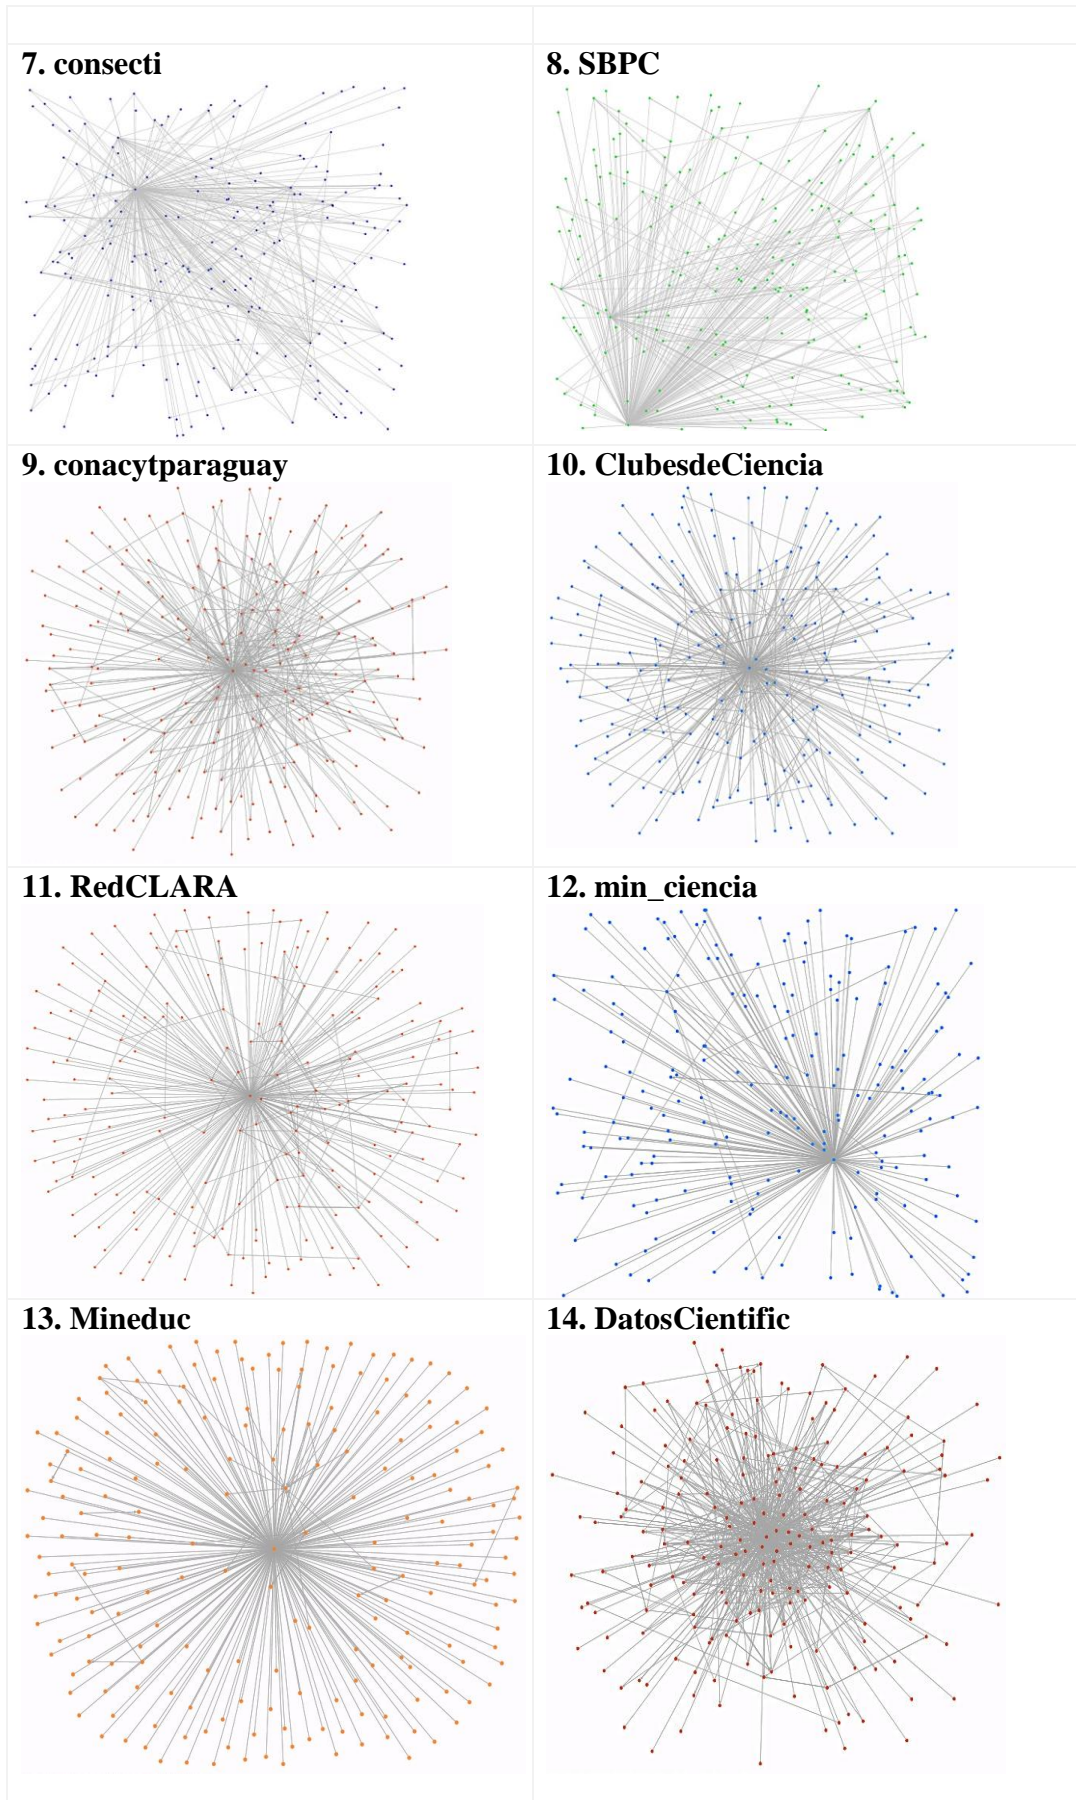 7. consecti
8. SBPC
9. conacytparaguay
10. ClubesdeCiencia
11. RedCLARA
12. min_ciencia
13. Mineduc
14. DatosCientific